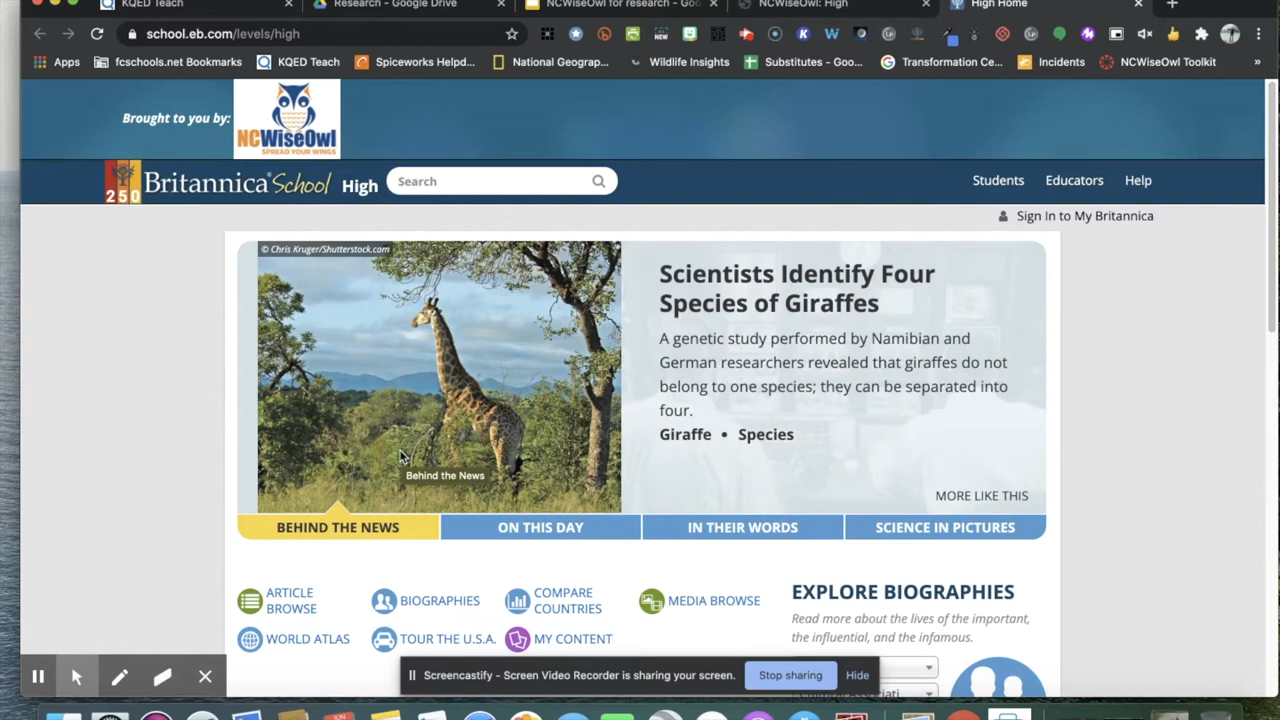 KQED Teach
Research - Google Drive
NCWiseOwl for research - Goo
NCWiseOwl: High
High Home
school.eb.com/levels/high
Apps
fcschools.net Bookmarks
KQED Teach
Spiceworks Helpd...
National Geograp...
Wildlife Insights
Substitutes - Goo...
Transformation Ce...
Incidents
NCWiseOwl Toolkit
»
Brought to you by:
NCWiseOwl
SPREAD YOUR WINGS
250
Britannica School High
Search
Students
Educators
Help
Sign In to My Britannica
© Chris Kruger/Shutterstock.com
Behind the News
Scientists Identify Four
Species of Giraffes
A genetic study performed by Namibian and
German researchers revealed that giraffes do not
belong to one species; they can be separated into
four.
Giraffe • Species
MORE LIKE THIS
BEHIND THE NEWS
ON THIS DAY
IN THEIR WORDS
SCIENCE IN PICTURES
ARTICLE
BROWSE
BIOGRAPHIES
COMPARE
COUNTRIES
MEDIA BROWSE
WORLD ATLAS
TOUR THE U.S.A.
MY CONTENT
EXPLORE BIOGRAPHIES
Read more about the lives of the important,
the influential, and the infamous.
Screencastify - Screen Video Recorder is sharing your screen.
Stop sharing
Hide